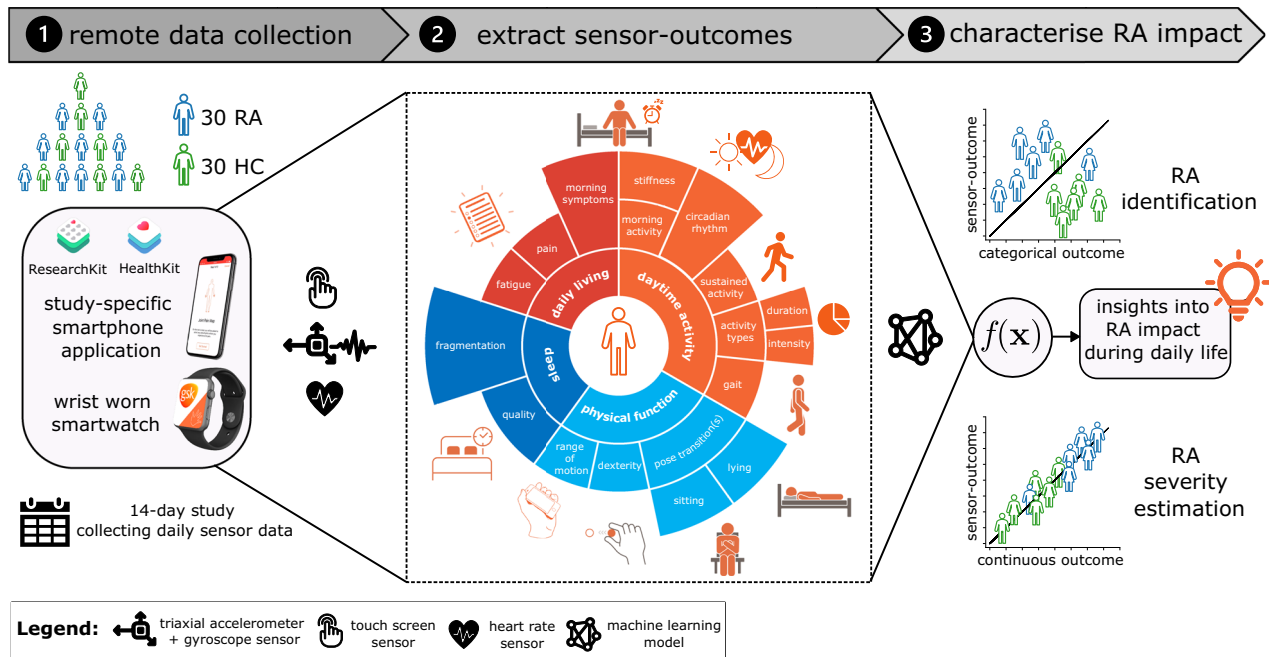 1 remote data collection
2 extract sensor-outcomes
3 characterise RA impact
30 RA
30 HC
ResearchKit
HealthKit
study-specific
smartphone
application
gsk
wrist worn
smartwatch
14-day study
collecting daily sensor data
daily living
morning
symptoms
pain
fatigue
daytime activity
stiffness
morning
activity
circadian
rhythm
sustained
activity
activity
types
duration
intensity
gait
sleep
fragmentation
quality
physical function
range
of
motion
dexterity
pose transition(s)
sitting
lying
sensor-outcome
categorical outcome
RA
identification
f(x)
insights into
RA impact
during daily life
sensor-outcome
continuous outcome
RA
severity
estimation
Legend:
triaxial accelerometer
+ gyroscope sensor
touch screen
sensor
heart rate
sensor
machine learning
model